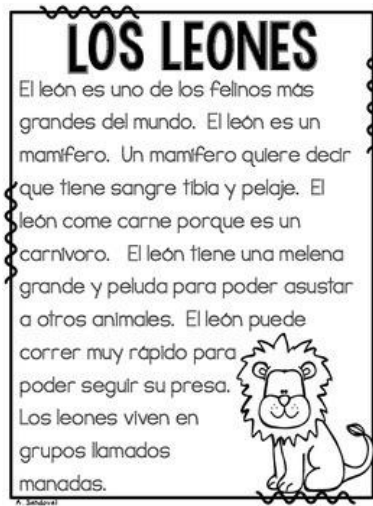 LOS LEONES
El león es uno de los felinos más
grandes del mundo. El león es un
mamífero. Un mamífero quiere decir
que tiene sangre tibia y pelaje. El
león come carne porque es un
carnívoro. El león tiene una melena
grande y peluda para poder asustar
a otros animales. El león puede
correr muy rápido para
poder seguir su presa.
Los leones viven en
grupos llamados
manadas.
A. Sandoval